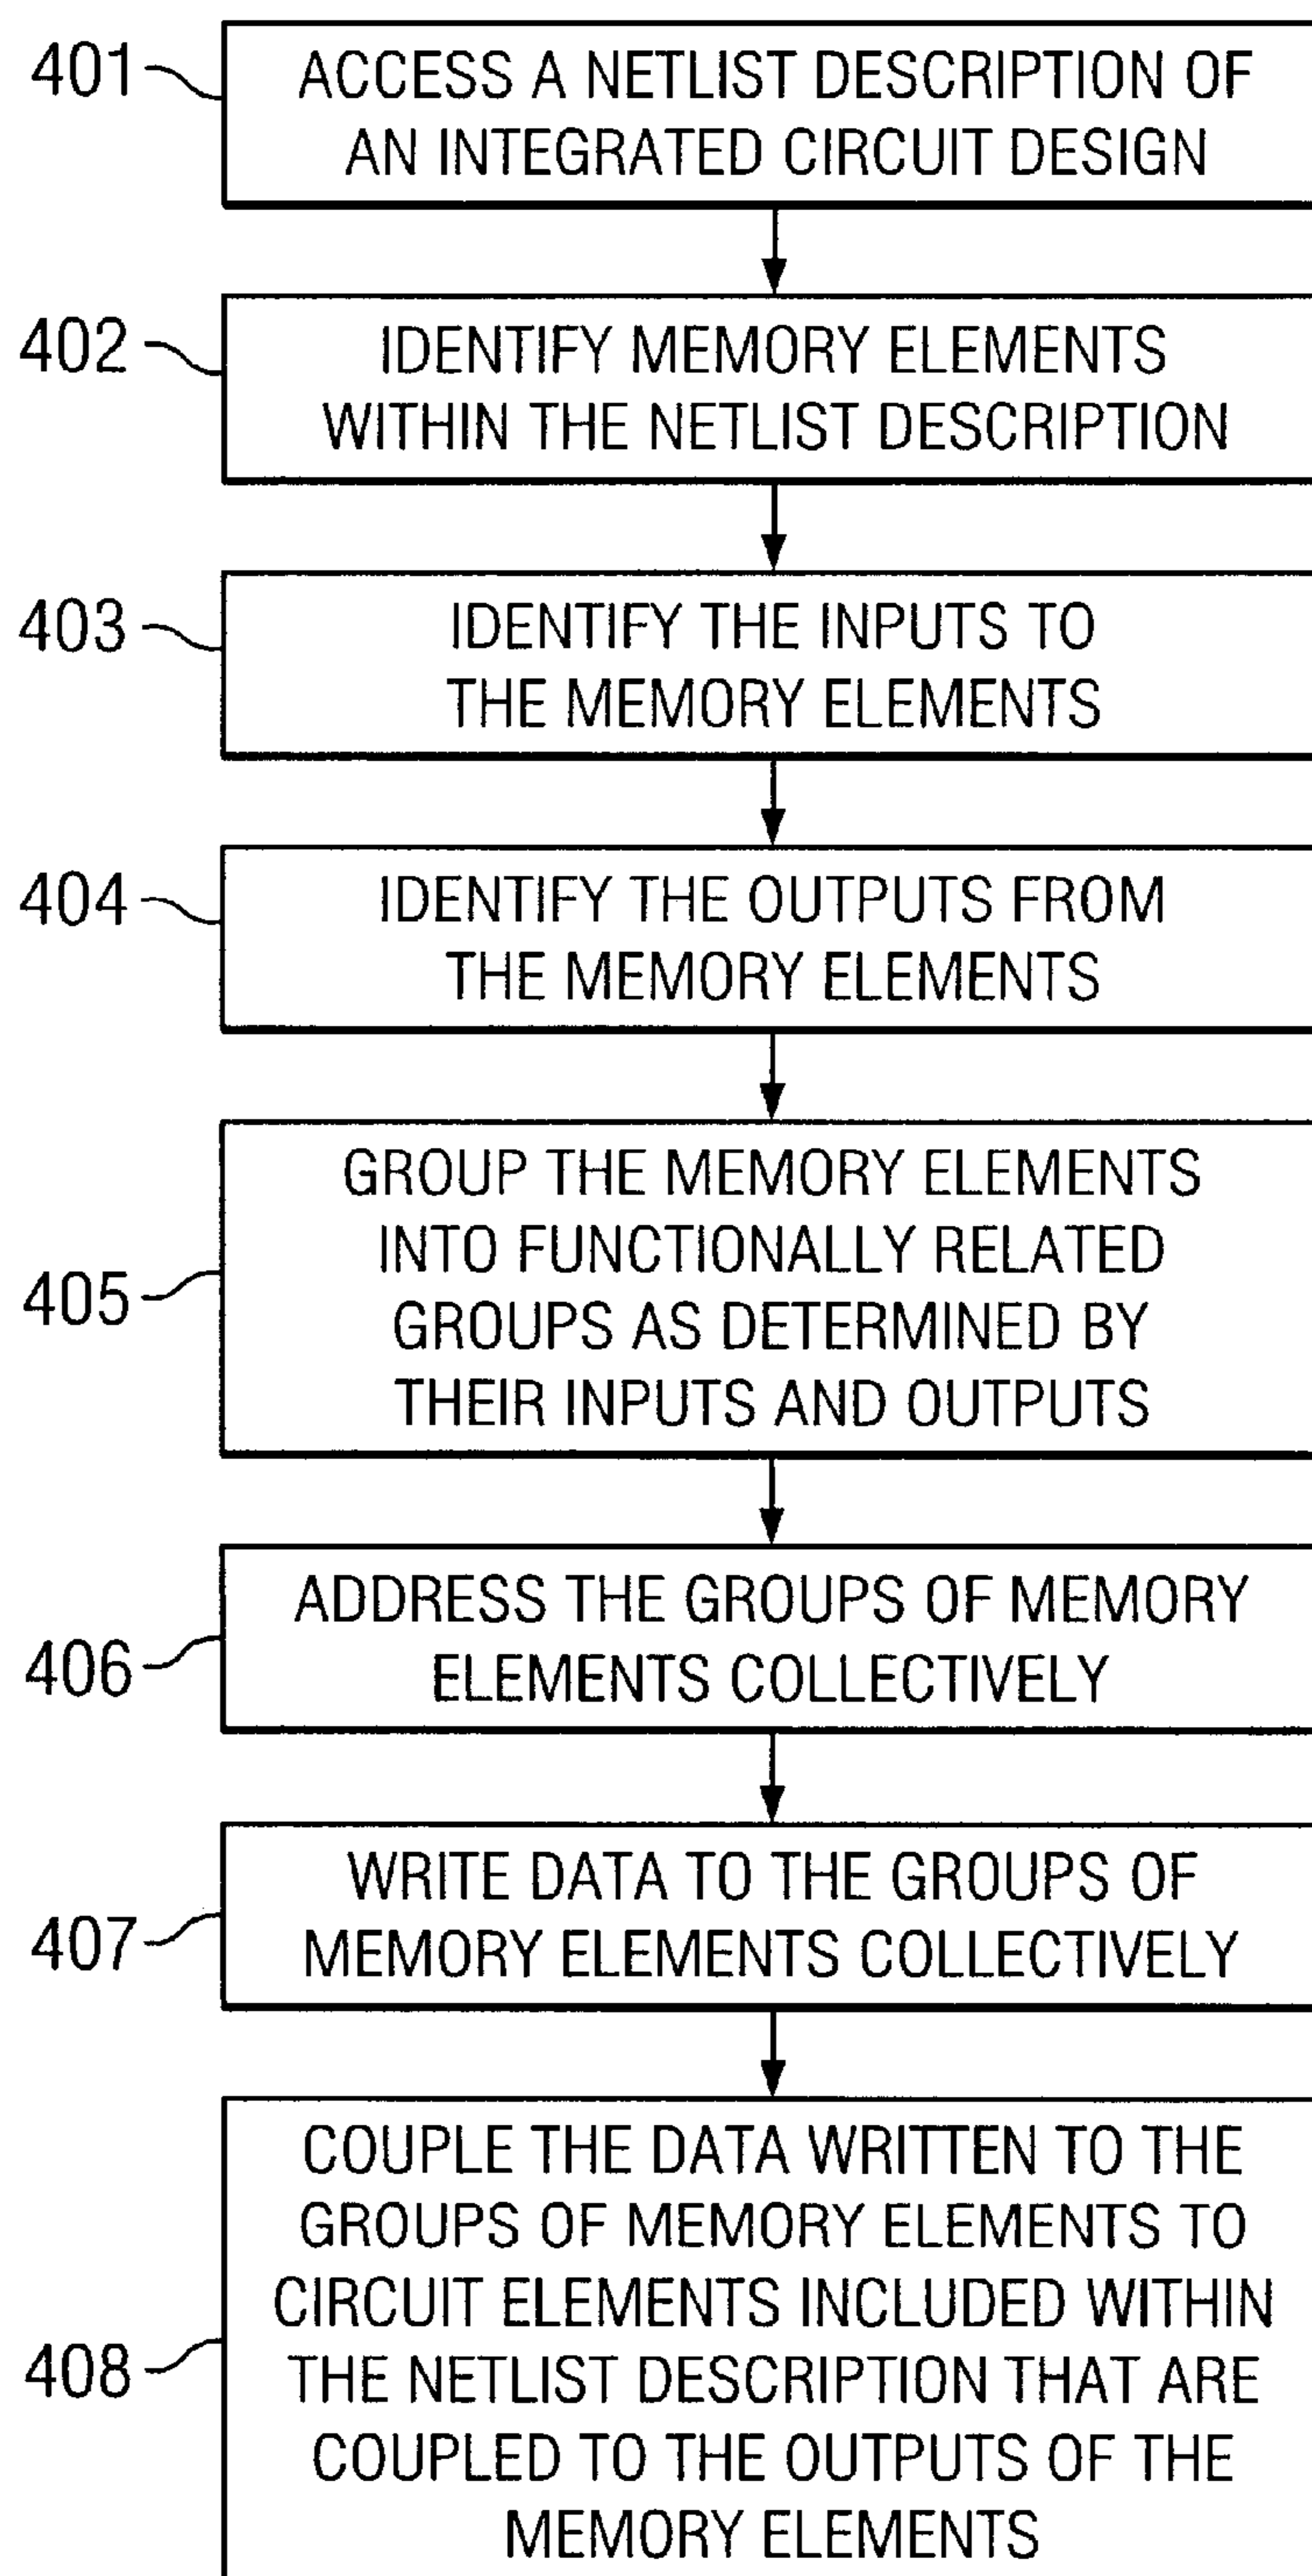 401
ACCESS A NETLIST DESCRIPTION OF
AN INTEGRATED CIRCUIT DESIGN
402
IDENTIFY MEMORY ELEMENTS
WITHIN THE NETLIST DESCRIPTION
403
IDENTIFY THE INPUTS TO
THE MEMORY ELEMENTS
404
IDENTIFY THE OUTPUTS FROM
THE MEMORY ELEMENTS
405
GROUP THE MEMORY ELEMENTS
INTO FUNCTIONALLY RELATED
GROUPS AS DETERMINED BY
THEIR INPUTS AND OUTPUTS
406
ADDRESS THE GROUPS OF MEMORY
ELEMENTS COLLECTIVELY
407
WRITE DATA TO THE GROUPS OF
MEMORY ELEMENTS COLLECTIVELY
408
COUPLE THE DATA WRITTEN TO THE
GROUPS OF MEMORY ELEMENTS TO
CIRCUIT ELEMENTS INCLUDED WITHIN
THE NETLIST DESCRIPTION THAT ARE
COUPLED TO THE OUTPUTS OF THE
MEMORY ELEMENTS